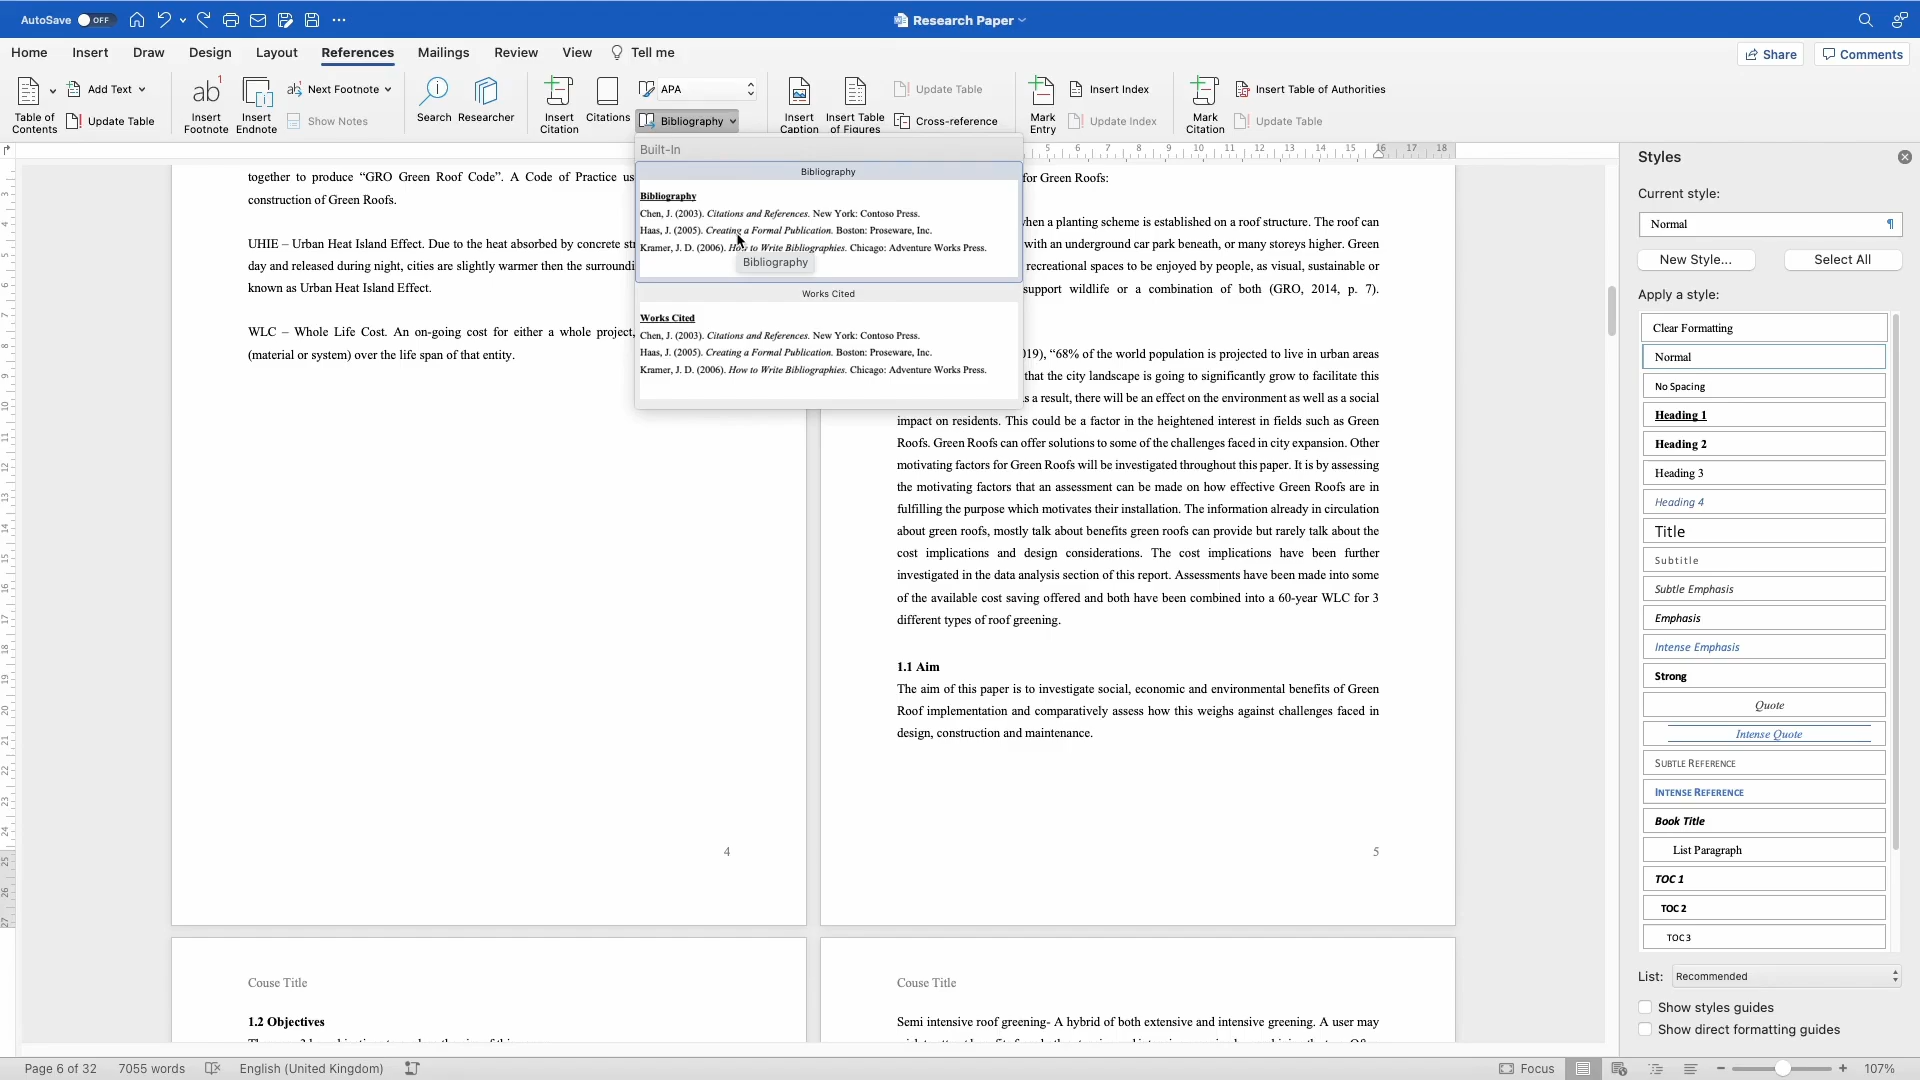 AutoSave OFF
Research Paper
Home Insert Draw Design Layout References Mailings Review View Tell me
Share Comments
Table of Contents
Add Text
Update Table
ab 1
Insert Footnote
Insert Endnote
ab Next Footnote
Show Notes
Search
Researcher
Insert Citation
Citations
APA
Bibliography
Insert Caption
Insert Table of Figures
Update Table
Cross-reference
Mark Entry
Insert Index
Update Index
Mark Citation
Insert Table of Authorities
Update Table
5 6 7 8 9 10 11 12 13 14 15 16 17 18
Built-In
Bibliography
Bibliography
Chen, J. (2003). Citations and References. New York: Contoso Press.
Haas, J. (2005). Creating a Formal Publication. Boston: Proseware, Inc.
Kramer, J. D. (2006). How to Write Bibliographies. Chicago: Adventure Works Press.
Bibliography
Works Cited
Works Cited
Chen, J. (2003). Citations and References. New York: Contoso Press.
Haas, J. (2005). Creating a Formal Publication. Boston: Proseware, Inc.
Kramer, J. D. (2006). How to Write Bibliographies. Chicago: Adventure Works Press.
together to produce “GRO Green Roof Code”. A Code of Practice us
construction of Green Roofs.
UHIE – Urban Heat Island Effect. Due to the heat absorbed by concrete st
day and released during night, cities are slightly warmer then the surroundi
known as Urban Heat Island Effect.
WLC – Whole Life Cost. An on-going cost for either a whole project,
(material or system) over the life span of that entity.
4
for Green Roofs:
hen a planting scheme is established on a roof structure. The roof can
with an underground car park beneath, or many storeys higher. Green
recreational spaces to be enjoyed by people, as visual, sustainable or
support wildlife or a combination of both (GRO, 2014, p. 7).
19), “68% of the world population is projected to live in urban areas
that the city landscape is going to significantly grow to facilitate this
s a result, there will be an effect on the environment as well as a social
impact on residents. This could be a factor in the heightened interest in fields such as Green
Roofs. Green Roofs can offer solutions to some of the challenges faced in city expansion. Other
motivating factors for Green Roofs will be investigated throughout this paper. It is by assessing
the motivating factors that an assessment can be made on how effective Green Roofs are in
fulfilling the purpose which motivates their installation. The information already in circulation
about green roofs, mostly talk about benefits green roofs can provide but rarely talk about the
cost implications and design considerations. The cost implications have been further
investigated in the data analysis section of this report. Assessments have been made into some
of the available cost saving offered and both have been combined into a 60-year WLC for 3
different types of roof greening.
1.1 Aim
The aim of this paper is to investigate social, economic and environmental benefits of Green
Roof implementation and comparatively assess how this weighs against challenges faced in
design, construction and maintenance.
5
Couse Title
1.2 Objectives
Couse Title
Semi intensive roof greening- A hybrid of both extensive and intensive greening. A user may
Styles
Current style:
Normal
New Style... Select All
Apply a style:
Clear Formatting
Normal
No Spacing
Heading 1
Heading 2
Heading 3
Heading 4
Title
Subtitle
Subtle Emphasis
Emphasis
Intense Emphasis
Strong
Quote
Intense Quote
SUBTLE REFERENCE
INTENSE REFERENCE
Book Title
List Paragraph
TOC 1
TOC 2
TOC 3
List: Recommended
Show styles guides
Show direct formatting guides
Page 6 of 32 7055 words English (United Kingdom) Focus 107%